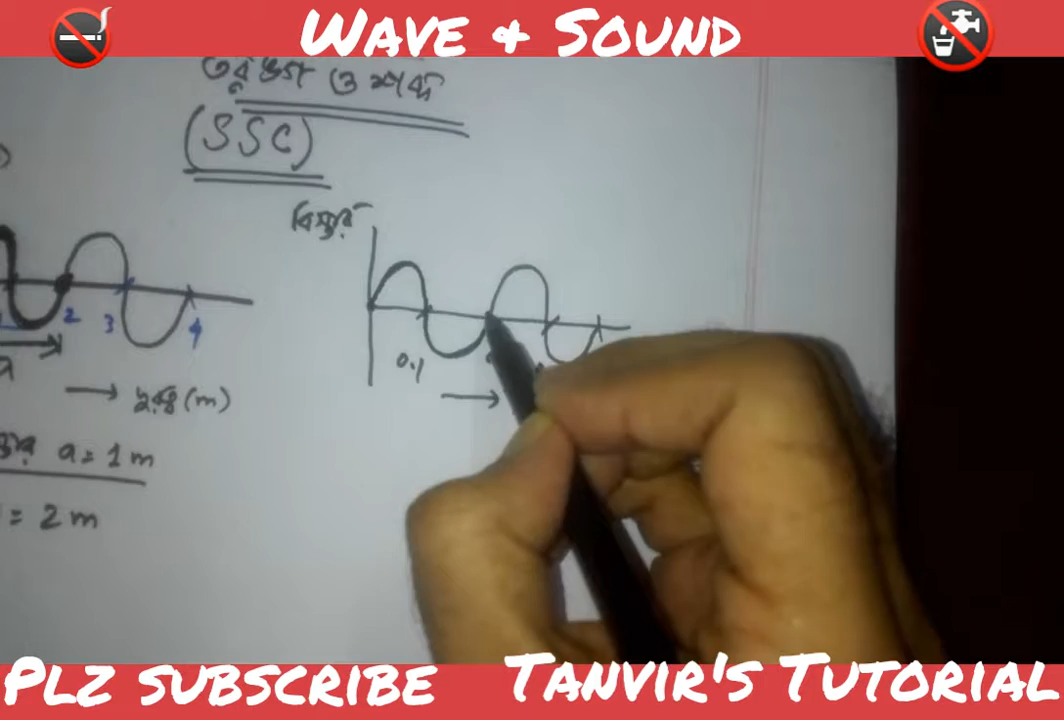 Wave & Sound
তরঙ্গ ও শব্দ
(SSC)
বিস্তার
2
3
4
→ দূরত্ব (m)
a = 1 m
= 2 m
0.1
→
Plz subscribe
Tanvir's Tutorial